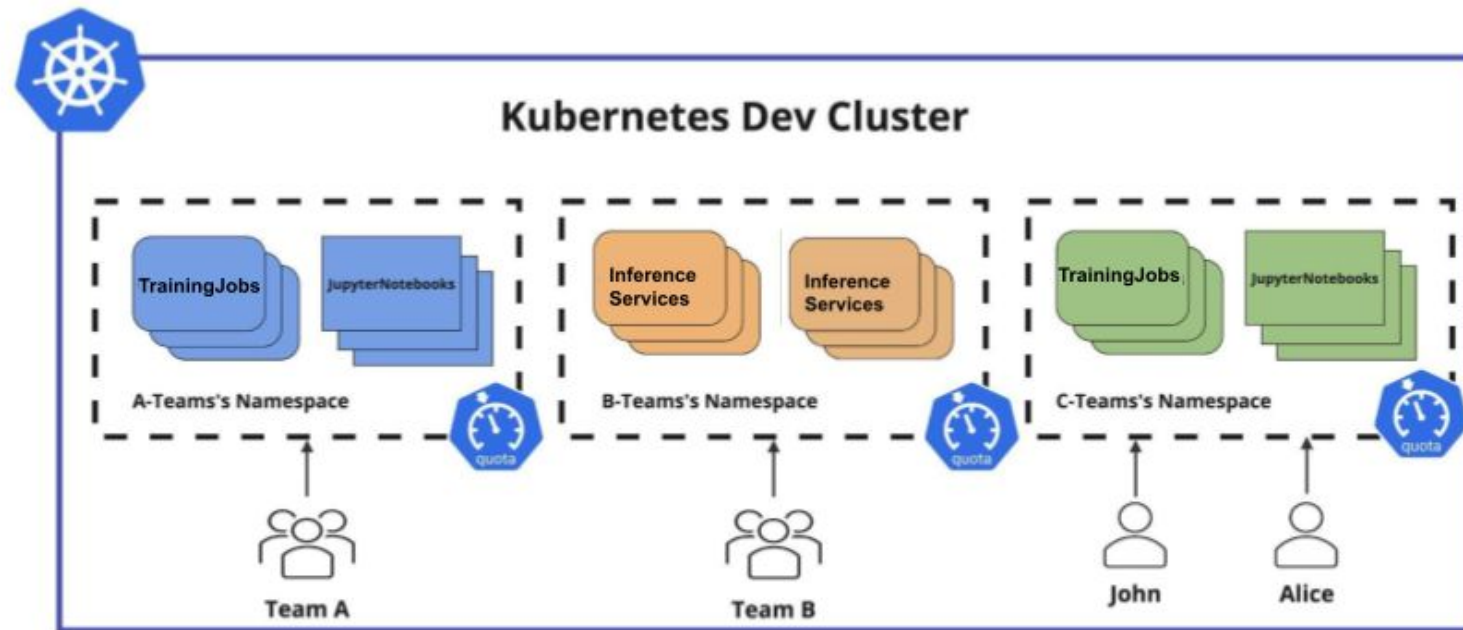 Kubernetes Dev Cluster
TrainingJobs
JupyterNotebooks
A-Teams's Namespace
quota
Inference
Services
Inference
Services
B-Teams's Namespace
quota
TrainingJobs
JupyterNotebooks
C-Teams's Namespace
quota
Team A
Team B
John
Alice